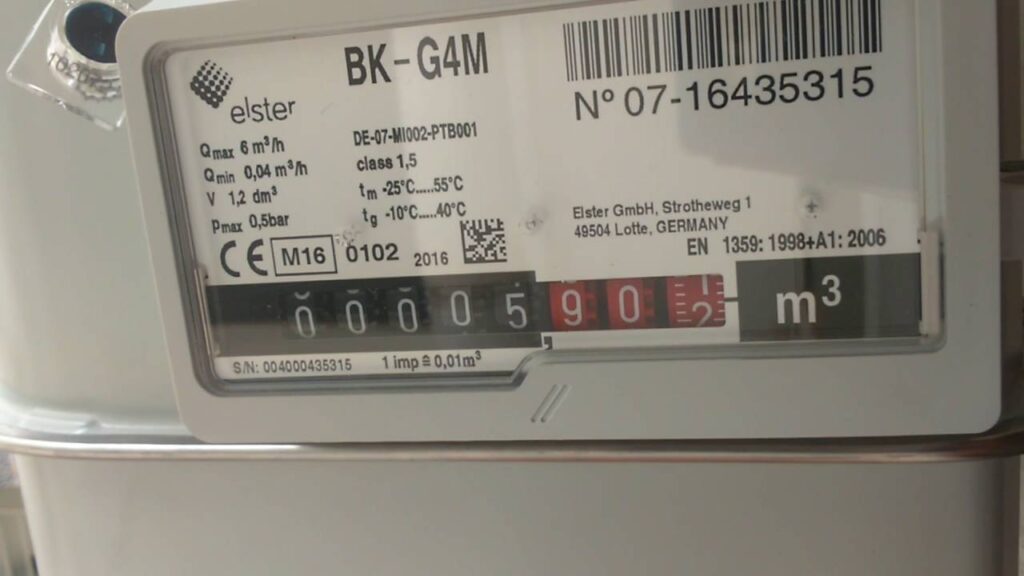 BK-G4M
N° 07-16435315
elster
Qmax 6 m³/h
Qmin 0,04 m³/h
V 1,2 dm³
Pmax 0,5bar
DE-07-MI002-PTB001
class 1,5
tm -25°C.....55°C
tg -10°C.....40°C
Elster GmbH, Strotheweg 1
49504 Lotte, GERMANY
EN 1359: 1998+A1: 2006
CE M16 0102 2016
0 0 0 0 5 , 9 0 1 2 m³
S/N: 004000435315 1 imp ≙ 0,01m³